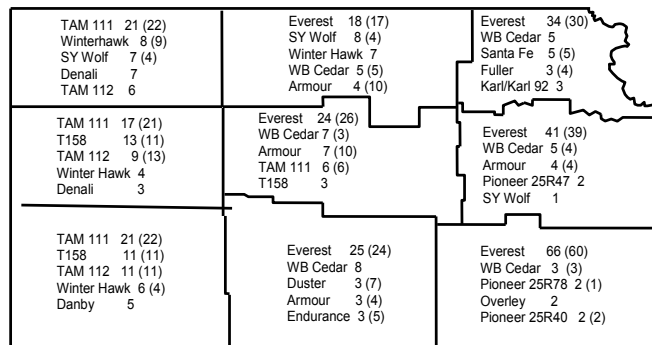 TAM 111 21 (22)
Winterhawk 8 (9)
SY Wolf 7 (4)
Denali 7
TAM 112 6
Everest 18 (17)
SY Wolf 8 (4)
Winter Hawk 7
WB Cedar 5 (5)
Armour 4 (10)
Everest 34 (30)
WB Cedar 5
Santa Fe 5 (5)
Fuller 3 (4)
Karl/Karl 92 3
TAM 111 17 (21)
T158 13 (11)
TAM 112 9 (13)
Winter Hawk 4
Denali 3
Everest 24 (26)
WB Cedar 7 (3)
Armour 7 (10)
TAM 111 6 (6)
T158 3
Everest 41 (39)
WB Cedar 5 (4)
Armour 4 (4)
Pioneer 25R47 2
SY Wolf 1
TAM 111 21 (22)
T158 11 (11)
TAM 112 11 (11)
Winter Hawk 6 (4)
Danby 5
Everest 25 (24)
WB Cedar 8
Duster 3 (7)
Armour 3 (4)
Endurance 3 (5)
Everest 66 (60)
WB Cedar 3 (3)
Pioneer 25R78 2 (1)
Overley 2
Pioneer 25R40 2 (2)